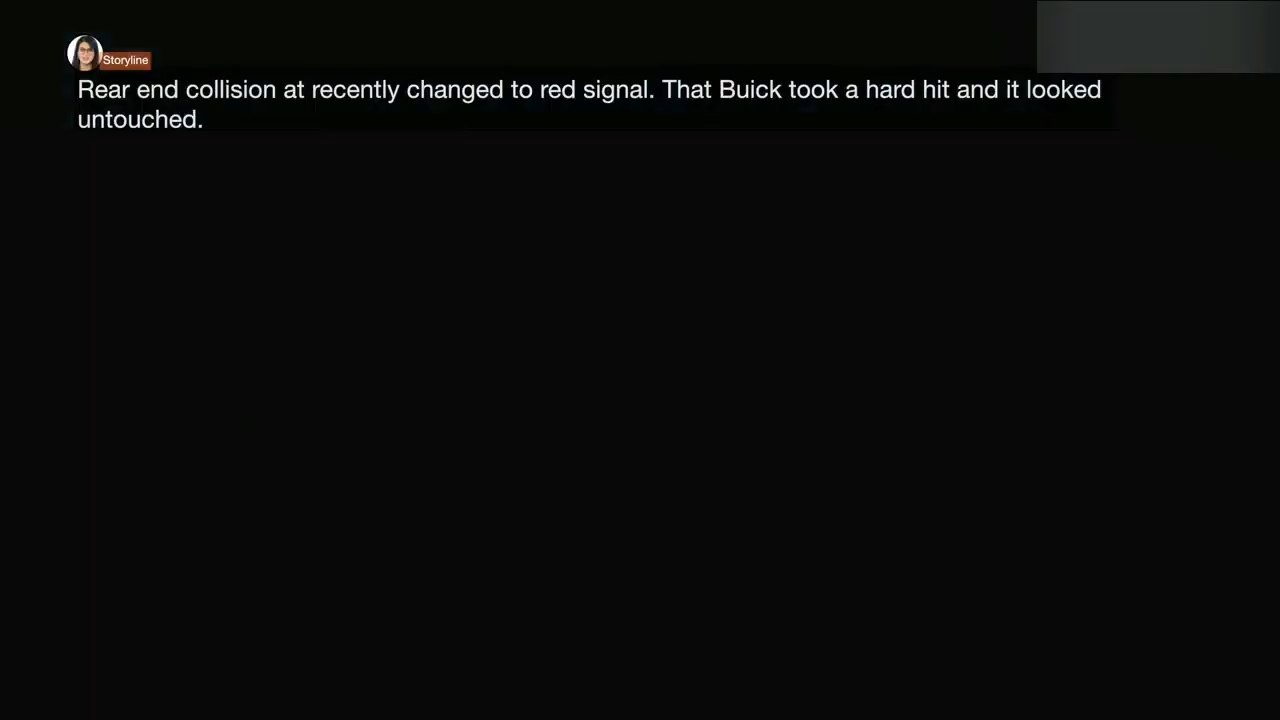 Storyline
Rear end collision at recently changed to red signal. That Buick took a hard hit and it looked
untouched.